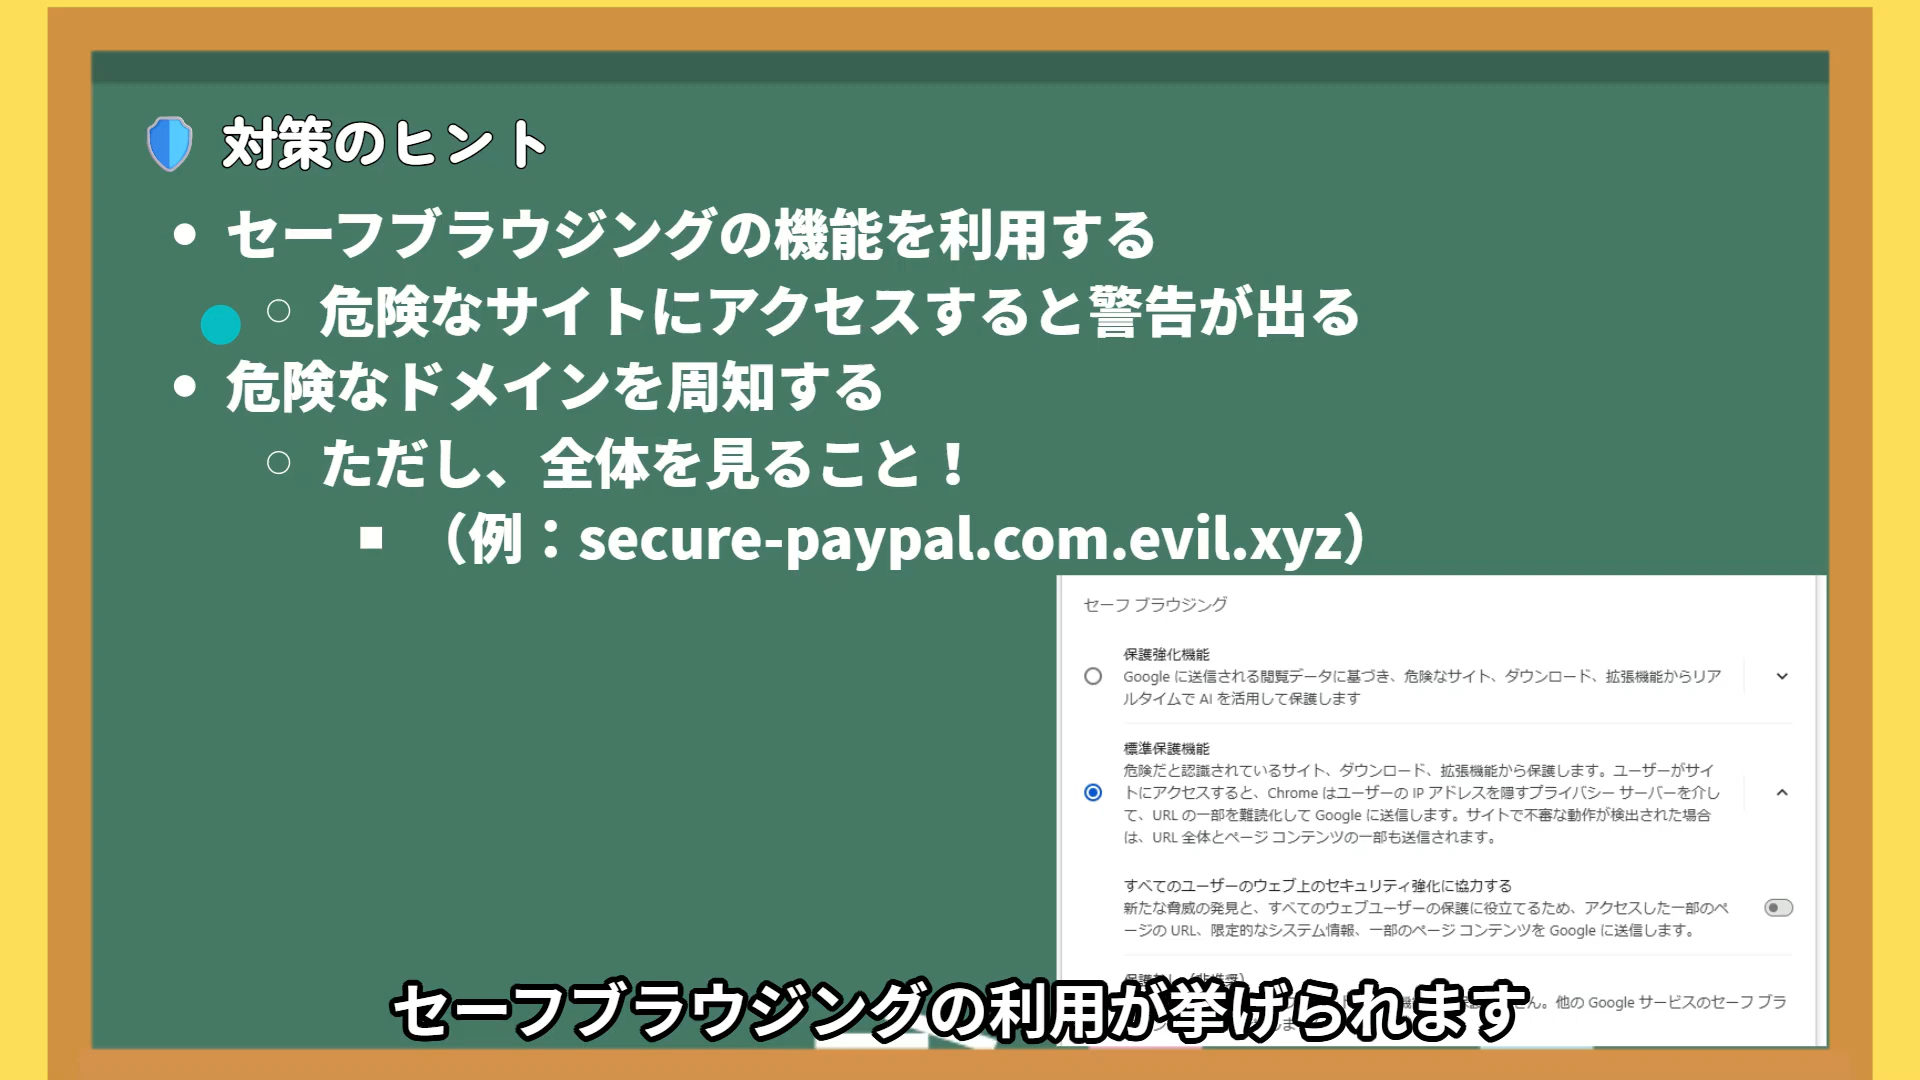 対策のヒント
セーフブラウジングの機能を利用する
危険なサイトにアクセスすると警告が出る
危険なドメインを周知する
ただし、全体を見ること！
（例：secure-paypal.com.evil.xyz）
セーフ ブラウジング
保護強化機能
Google に送信される閲覧データに基づき、危険なサイト、ダウンロード、拡張機能からリア
ルタイムで AI を活用して保護します
標準保護機能
危険だと認識されているサイト、ダウンロード、拡張機能から保護します。ユーザーがサイ
トにアクセスすると、Chrome はユーザーの IP アドレスを隠すプライバシー サーバーを介し
て、URL の一部を難読化して Google に送信します。サイトで不審な動作が検出された場合
は、URL 全体とページ コンテンツの一部も送信されます。
すべてのユーザーのウェブ上のセキュリティ強化に協力する
新たな脅威の発見と、すべてのウェブユーザーの保護に役立てるため、アクセスした一部のペ
ージの URL、限定的なシステム情報、一部のページ コンテンツを Google に送信します。
ん。他の Google サービスのセーフ ブラ
セーフブラウジングの利用が挙げられます